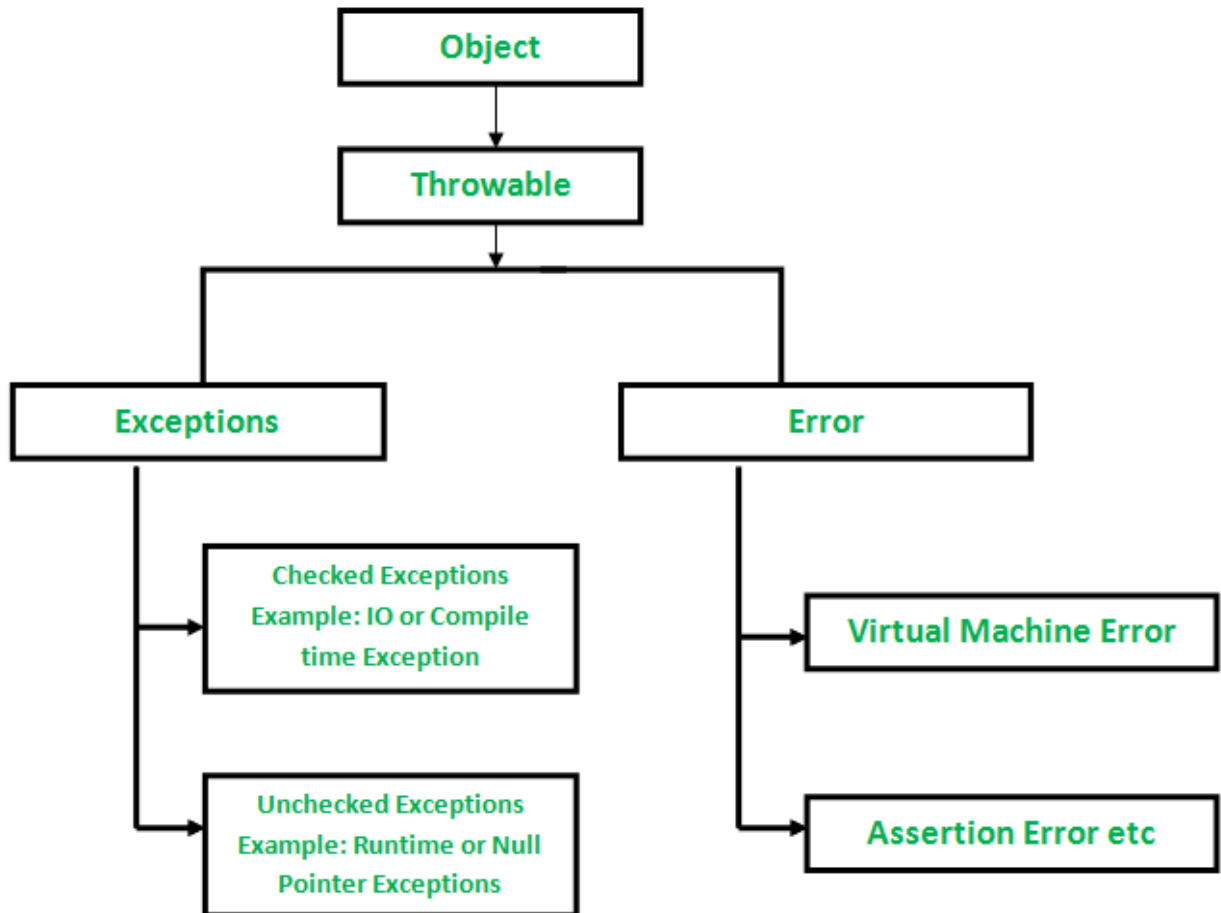 Object
Throwable
Exceptions
Error
Checked Exceptions
Example: IO or Compile
time Exception
Virtual Machine Error
Unchecked Exceptions
Example: Runtime or Null
Pointer Exceptions
Assertion Error etc